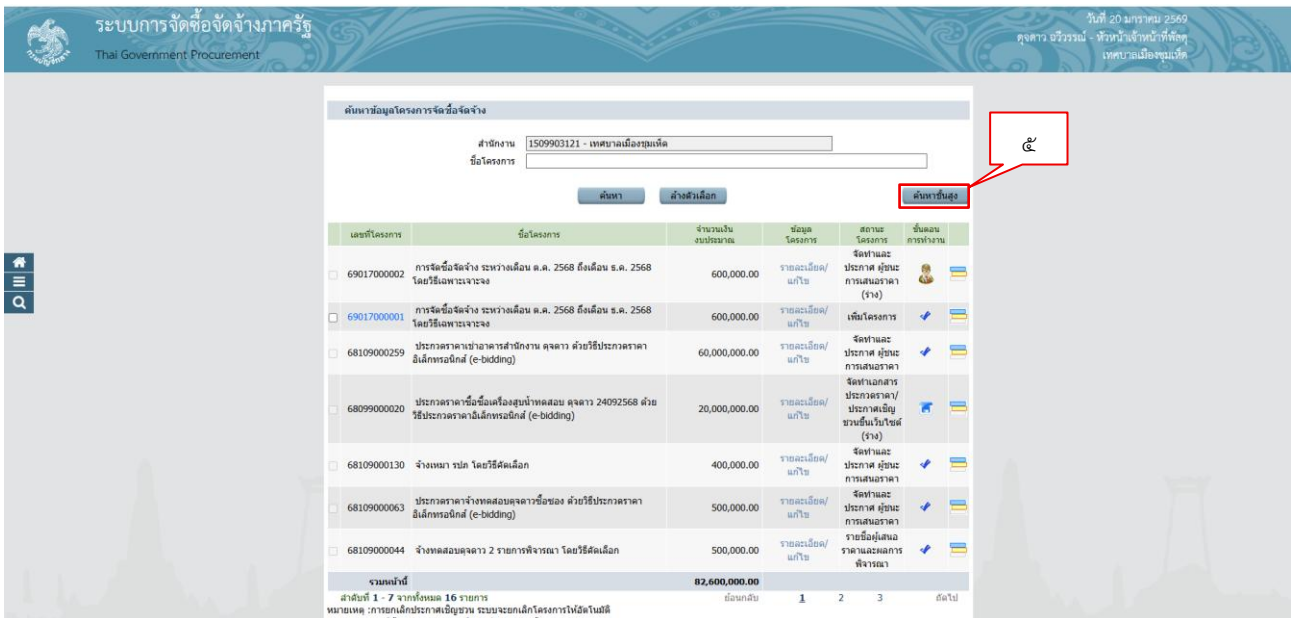 ระบบการจัดซื้อจัดจ้างภาครัฐ
Thai Government Procurement
วันที่ 20 มกราคม 2569
ดุจดาว ถวิวรรณ์ - หัวหน้าเจ้าหน้าที่พัสดุ
เทศบาลเมืองชุมเห็ด
ค้นหาข้อมูลโครงการจัดซื้อจัดจ้าง
สำนักงาน 1509903121 - เทศบาลเมืองชุมเห็ด
ชื่อโครงการ
๕
ค้นหา ล้างตัวเลือก ค้นหาขั้นสูง
เลขที่โครงการ ชื่อโครงการ จำนวนเงิน งบประมาณ ข้อมูล โครงการ สถานะ โครงการ ขั้นตอน การทำงาน
69017000002 การจัดซื้อจัดจ้าง ระหว่างเดือน ต.ค. 2568 ถึงเดือน ธ.ค. 2568
โดยวิธีเฉพาะเจาะจง
600,000.00
รายละเอียด/
แก้ไข
จัดทำและ
ประกาศ ผู้ชนะ
การเสนอราคา
(ร่าง)
69017000001 การจัดซื้อจัดจ้าง ระหว่างเดือน ต.ค. 2568 ถึงเดือน ธ.ค. 2568
โดยวิธีเฉพาะเจาะจง
600,000.00
รายละเอียด/
แก้ไข
เพิ่มโครงการ
68109000259 ประกวดราคาเช่าอาคารสำนักงาน ดุจดาว ด้วยวิธีประกวดราคา
อิเล็กทรอนิกส์ (e-bidding)
60,000,000.00
รายละเอียด/
แก้ไข
จัดทำและ
ประกาศ ผู้ชนะ
การเสนอราคา
68099000020 ประกวดราคาซื้อซื้อเครื่องสูบน้ำทดสอบ ดุจดาว 24092568 ด้วย
วิธีประกวดราคาอิเล็กทรอนิกส์ (e-bidding)
20,000,000.00
รายละเอียด/
แก้ไข
จัดทำเอกสาร
ประกวดราคา/
ประกาศเชิญ
ชวนขึ้นเว็บไซต์
(ร่าง)
68109000130 จ้างเหมา รปภ โดยวิธีคัดเลือก
400,000.00
รายละเอียด/
แก้ไข
จัดทำและ
ประกาศ ผู้ชนะ
การเสนอราคา
68109000063 ประกวดราคาจ้างทดสอบดุจดาวซื้อซอง ด้วยวิธีประกวดราคา
อิเล็กทรอนิกส์ (e-bidding)
500,000.00
รายละเอียด/
แก้ไข
จัดทำและ
ประกาศ ผู้ชนะ
การเสนอราคา
68109000044 จ้างทดสอบดุจดาว 2 รายการพิจารณา โดยวิธีคัดเลือก
500,000.00
รายละเอียด/
แก้ไข
รายชื่อผู้เสนอ
ราคาและผลการ
พิจารณา
รวมหน้านี้ 82,600,000.00
ลำดับที่ 1 - 7 จากทั้งหมด 16 รายการ ย้อนกลับ 1 2 3 ถัดไป
หมายเหตุ :การยกเลิกประกาศเชิญชวน ระบบจะยกเลิกโครงการให้อัตโนมัติ